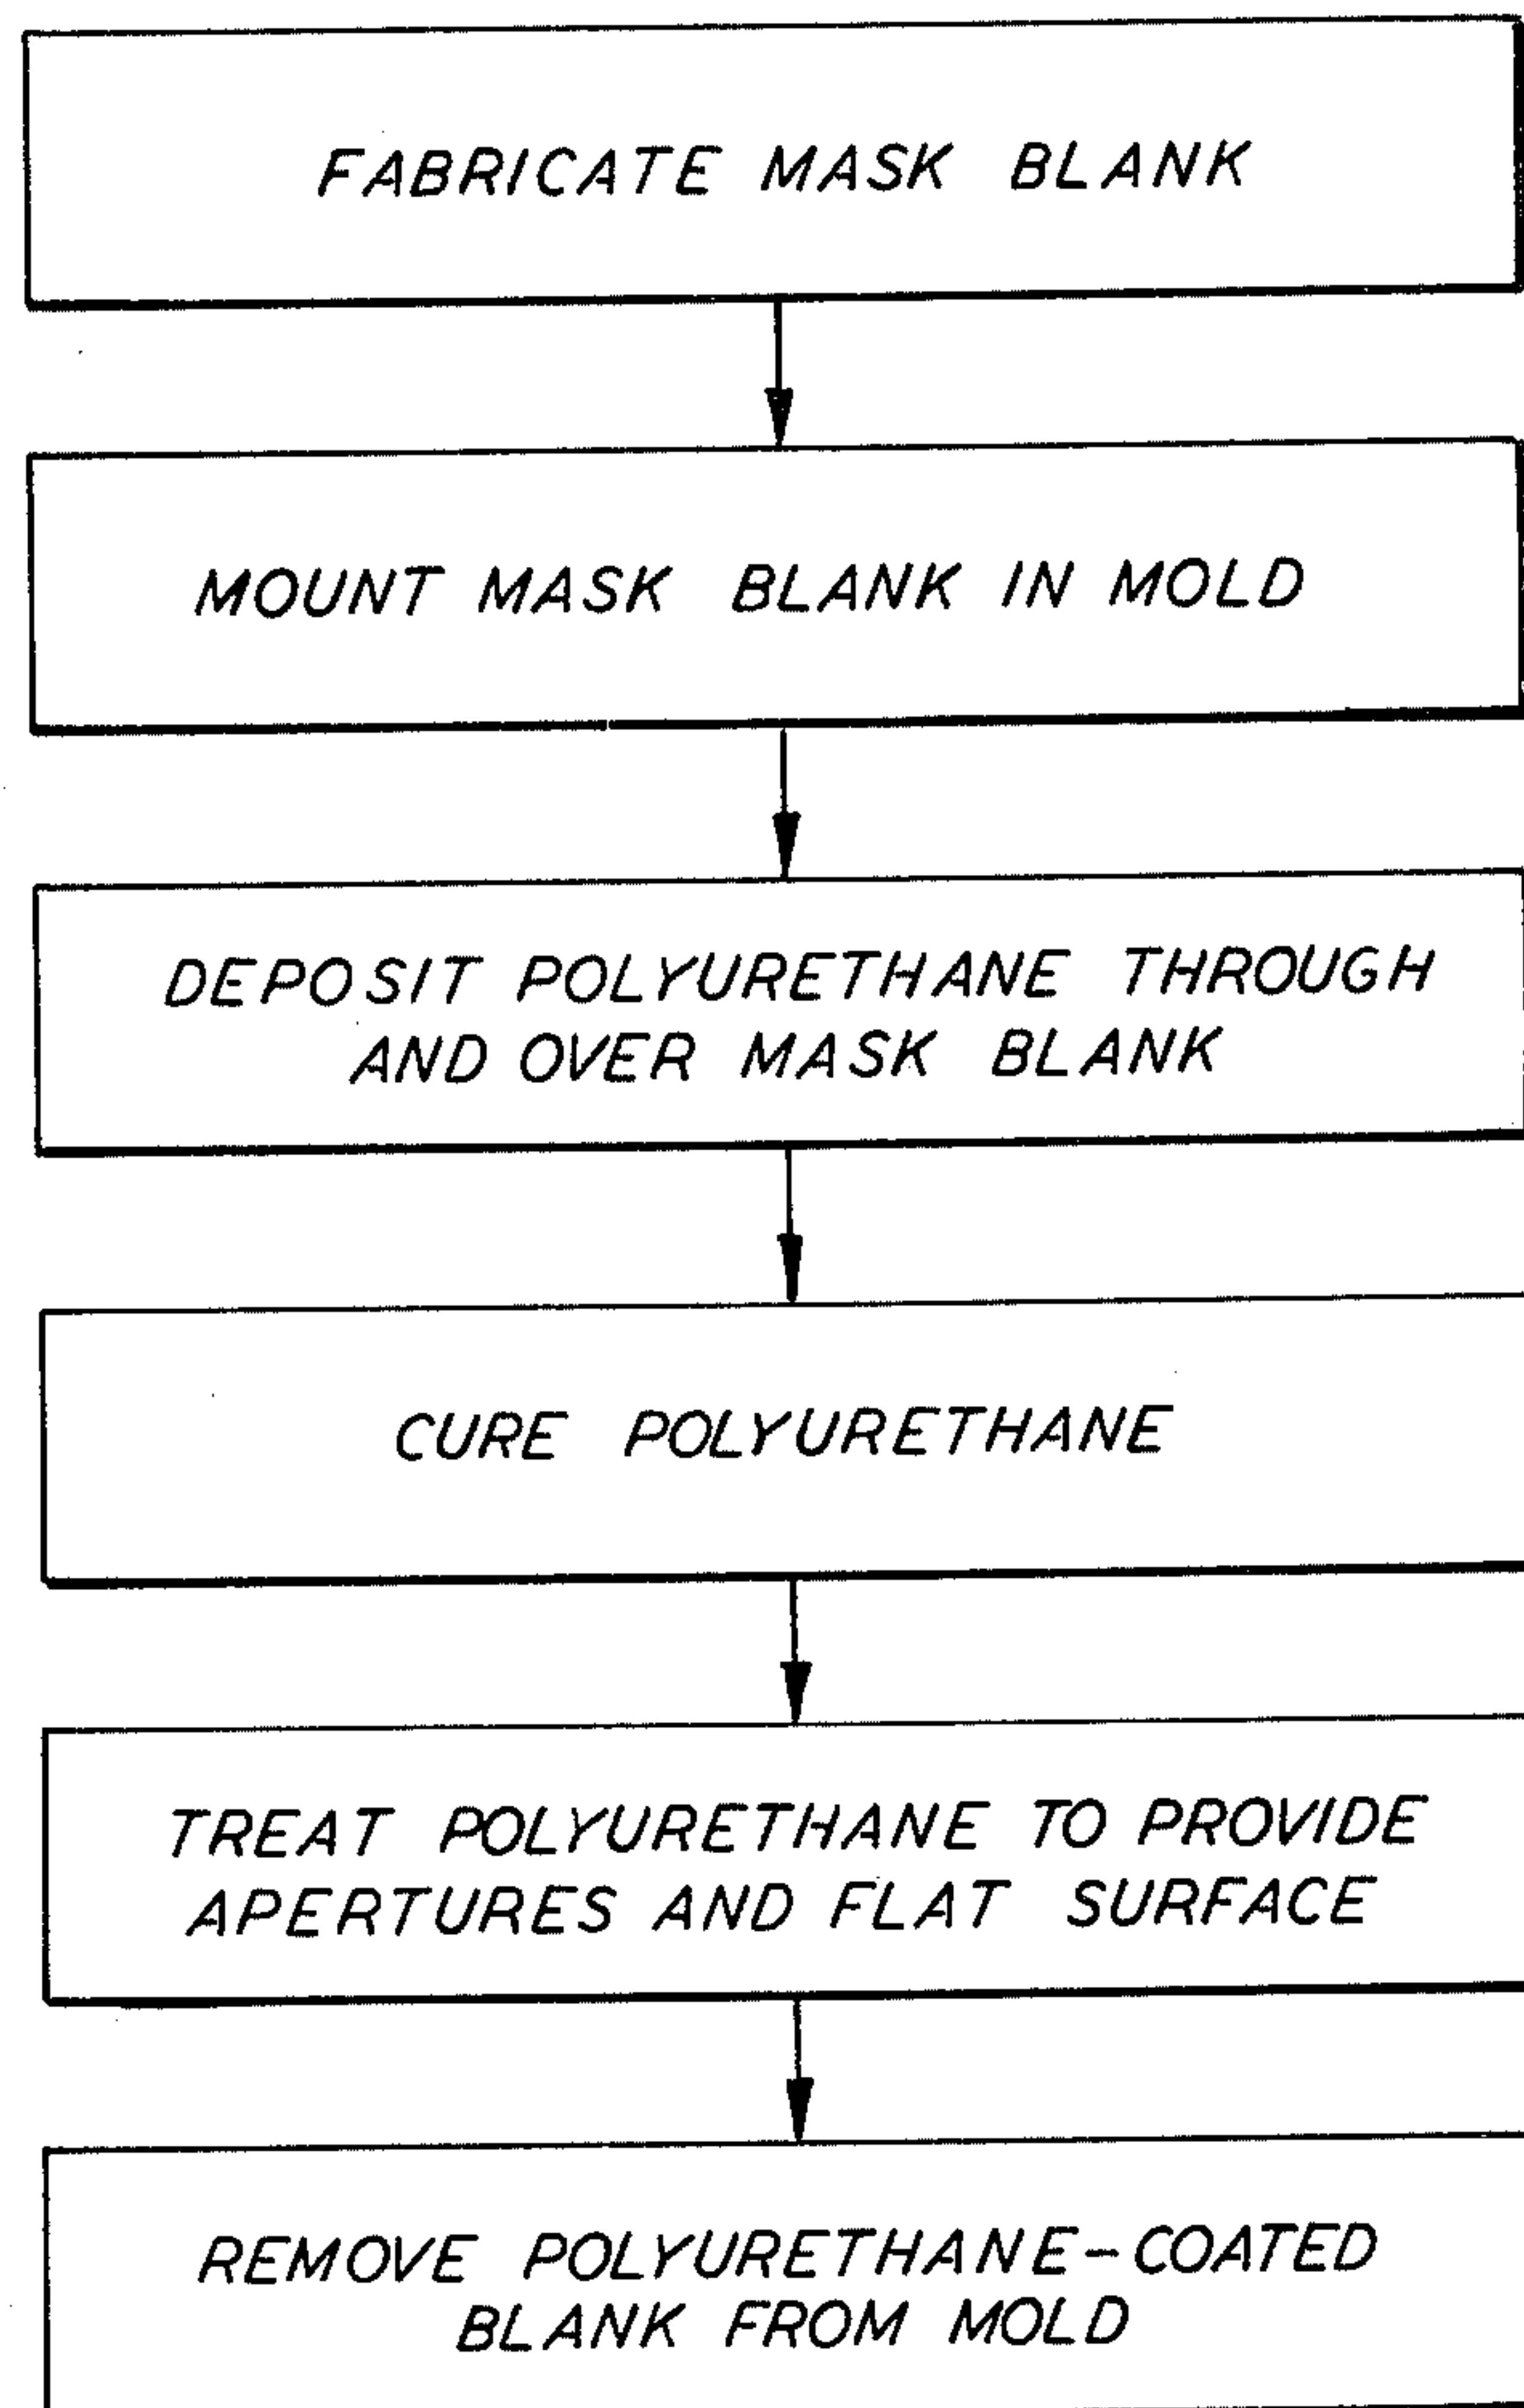 FABRICATE MASK BLANK
MOUNT MASK BLANK IN MOLD
DEPOSIT POLYURETHANE THROUGH
AND OVER MASK BLANK
CURE POLYURETHANE
TREAT POLYURETHANE TO PROVIDE
APERTURES AND FLAT SURFACE
REMOVE POLYURETHANE-COATED
BLANK FROM MOLD